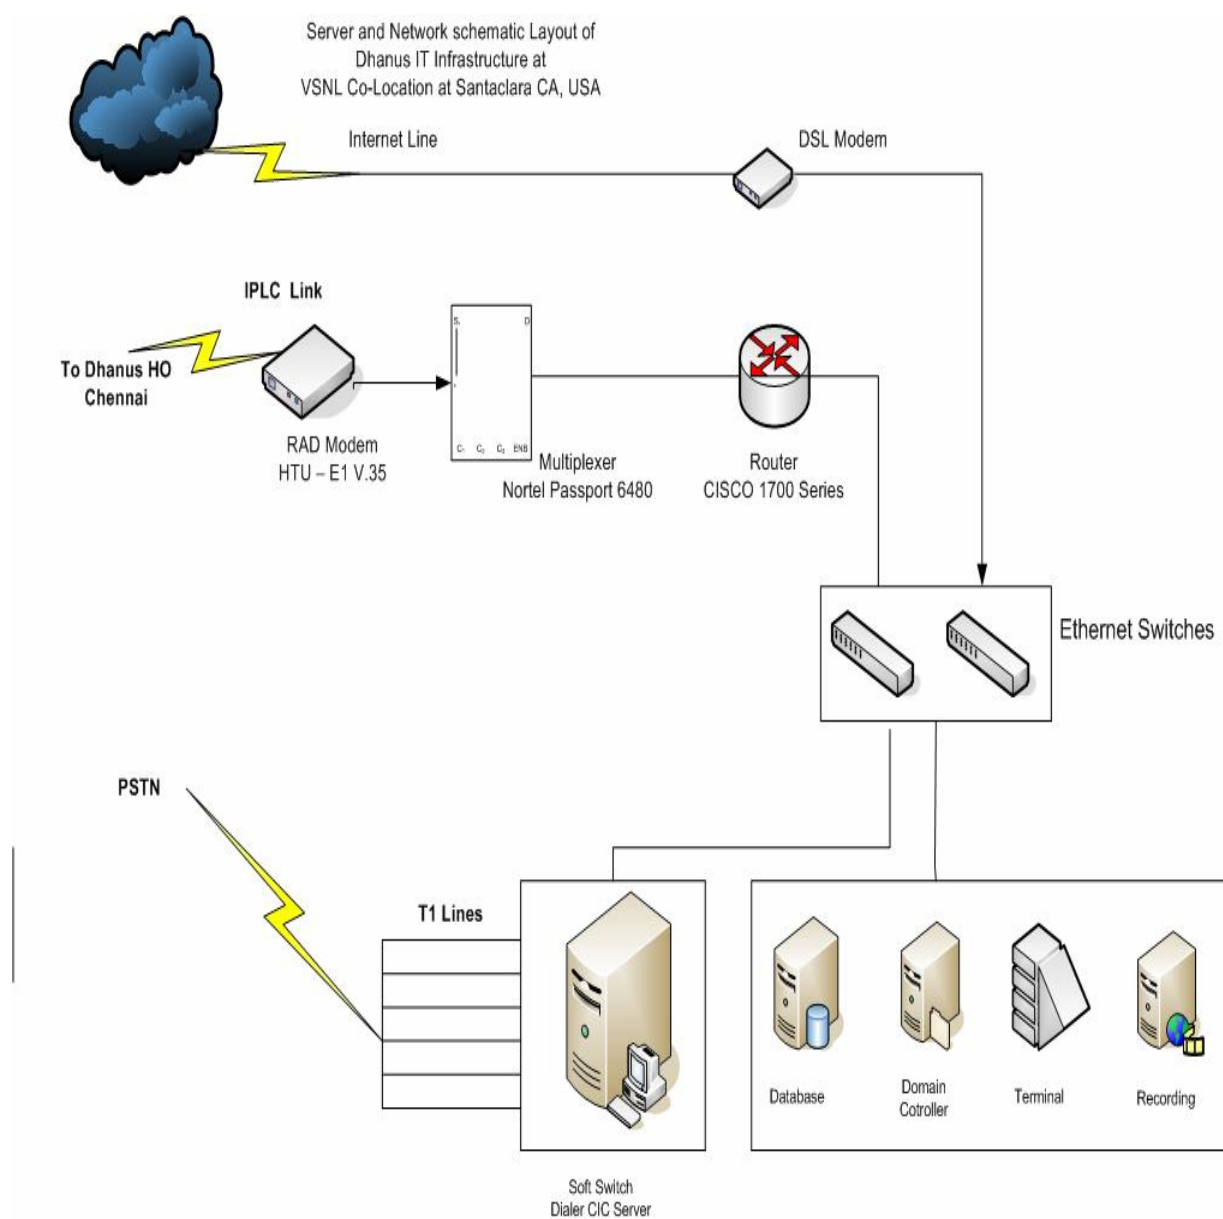 Server and Network schematic Layout of
Dhanus IT Infrastructure at
VSNL Co-Location at Santaclara CA, USA
Internet Line
DSL Modem
IPLC Link
To Dhanus HO
Chennai
RAD Modem
HTU – E1 V.35
S
D
C
C
C
ENB
Multiplexer
Nortel Passport 6480
Router
CISCO 1700 Series
Ethernet Switches
PSTN
T1 Lines
Database
Domain
Cotroller
Terminal
Recording
Soft Switch
Dialer CIC Server